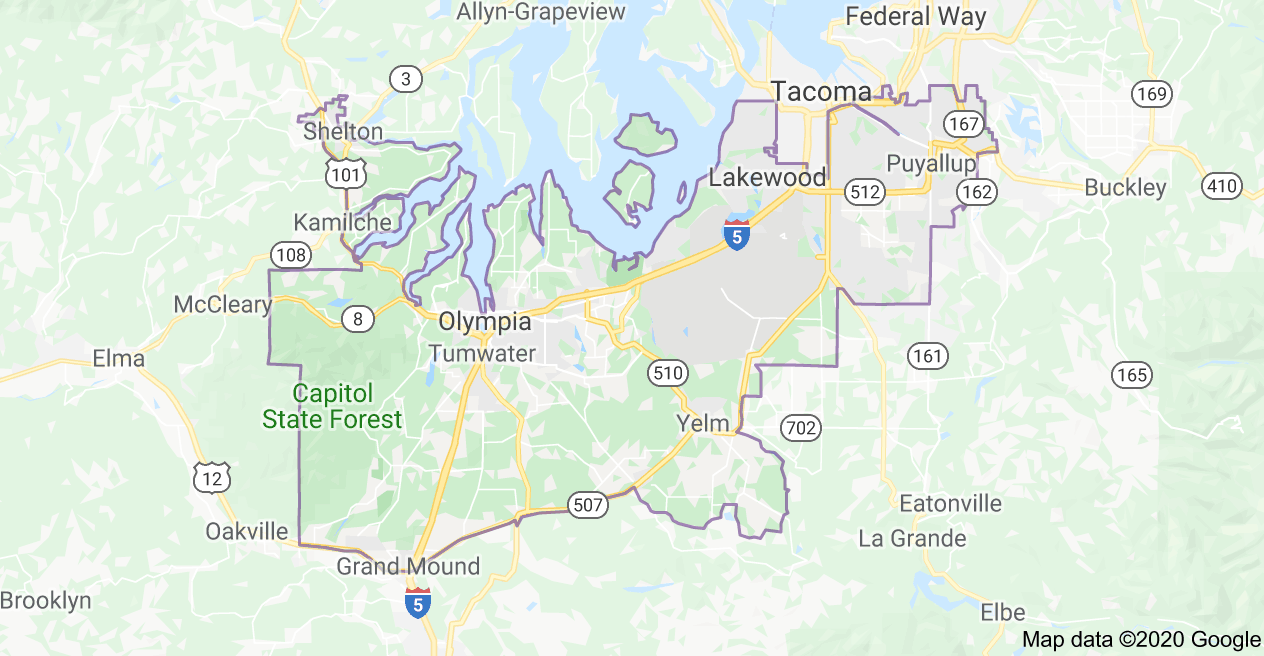 Allyn-Grapeview
Federal Way
3
Tacoma
169
167
Shelton
Puyallup
101
Lakewood
512
162
Buckley
410
Kamilche
5
108
McCleary
8
Olympia
Tumwater
Elma
161
510
165
Capitol
State Forest
Yelm
702
12
507
Eatonville
Oakville
La Grande
Grand Mound
5
Brooklyn
Elbe
Map data ©2020 Google